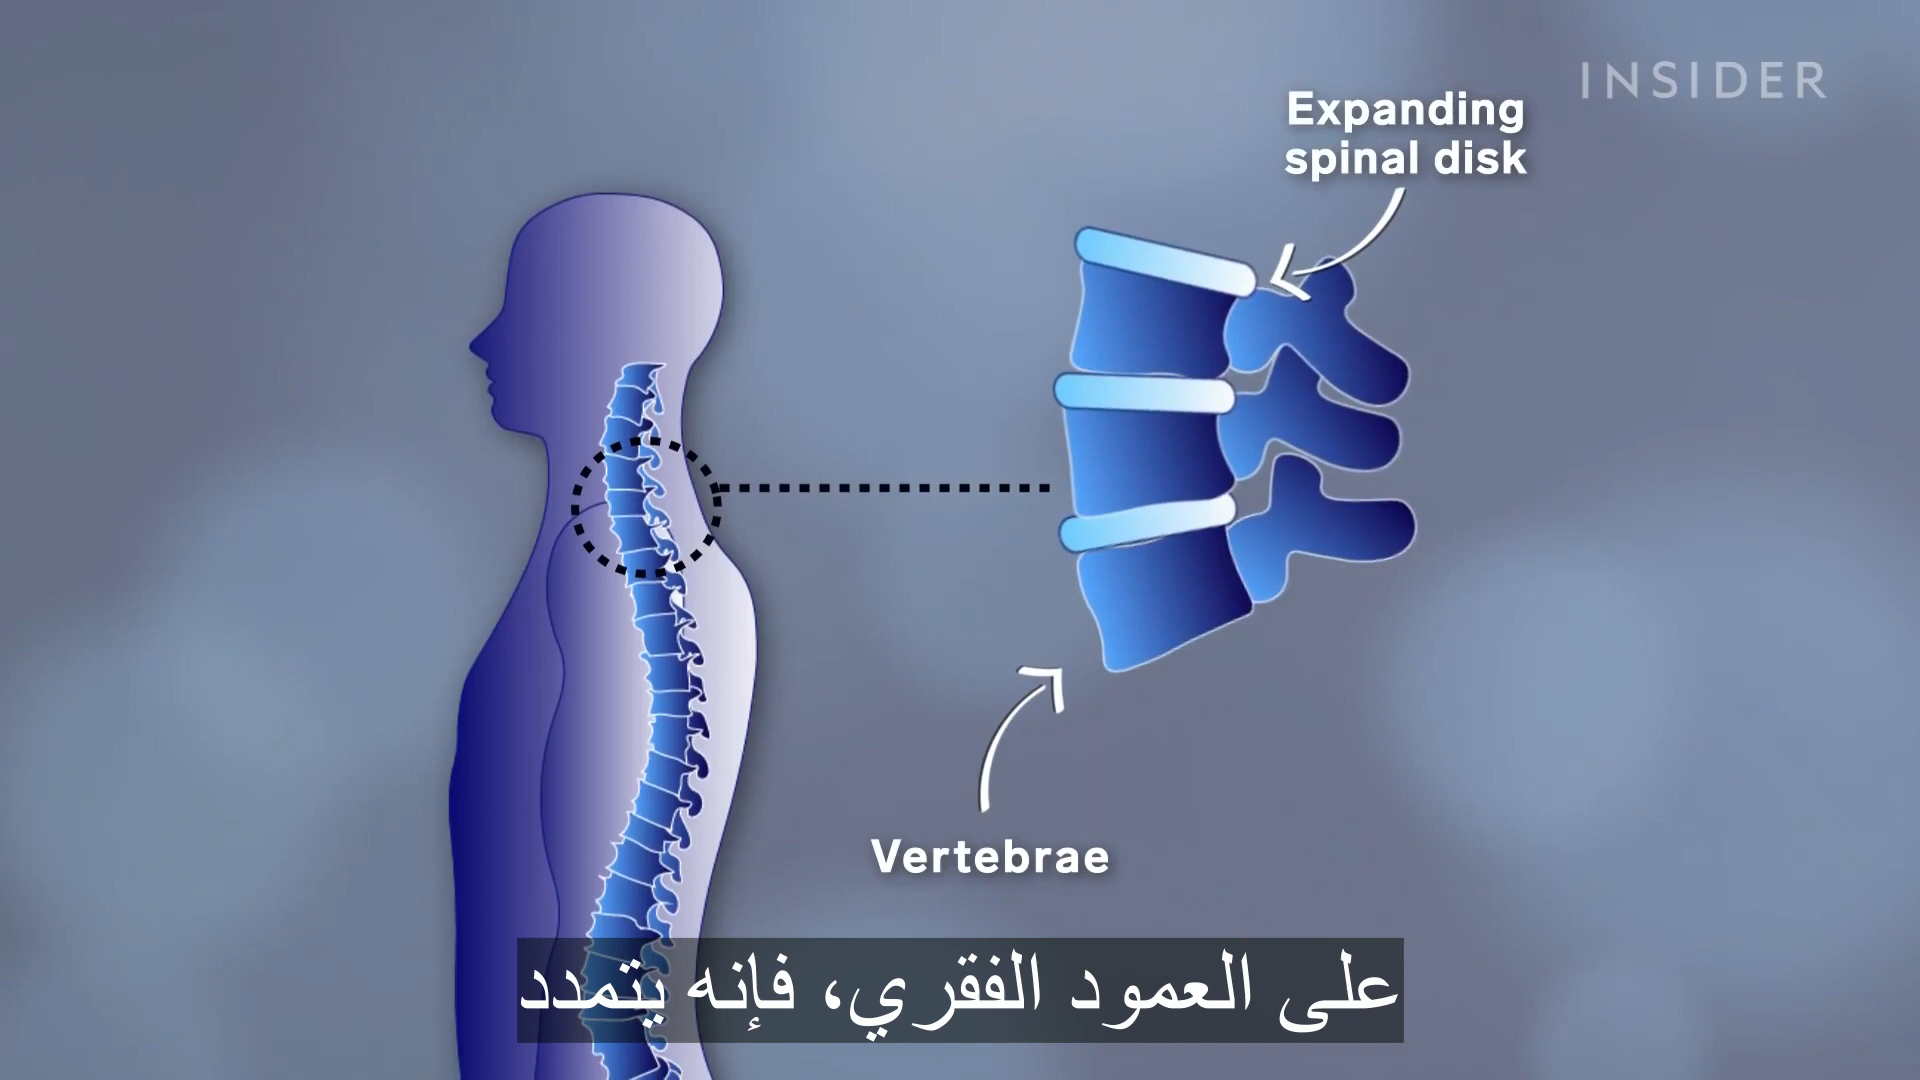 INSIDER
Expanding
spinal disk
Vertebrae
على العمود الفقري، فإنه يتمدد